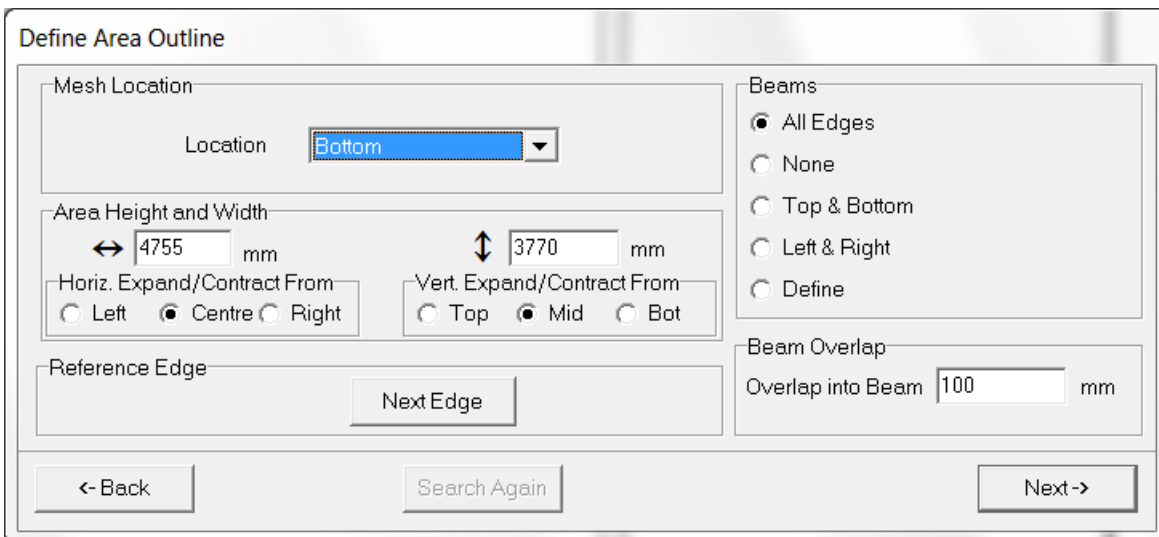 Define Area Outline
Mesh Location
Location Bottom
Area Height and Width
4755 mm 3770 mm
Horiz. Expand/Contract From Vert. Expand/Contract From
Left Centre Right Top Mid Bot
Reference Edge
Next Edge
Beams
All Edges
None
Top & Bottom
Left & Right
Define
Beam Overlap
Overlap into Beam 100 mm
<- Back Search Again Next ->